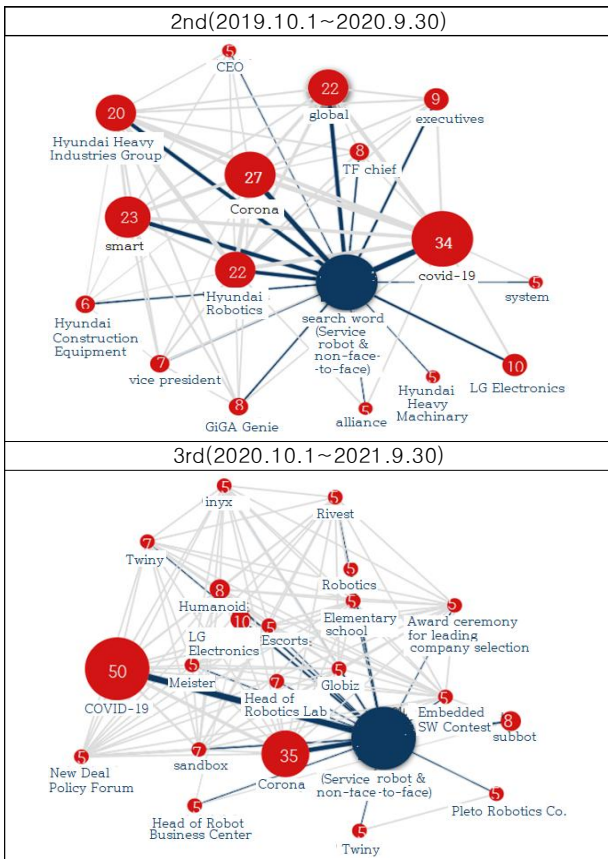 2nd(2019.10.1~2020.9.30)
5
CEO
22
global
9
executives
20
Hyundai Heavy
Industries Group
8
TF chief
27
Corona
23
smart
34
covid-19
22
Hyundai
Robotics
search word
(Service
robot &
non-face-
to-face)
5
system
6
Hyundai
Construction
Equipment
7
vice president
8
GiGA Genie
5
alliance
5
Hyundai
Heavy
Machinary
10
LG Electronics
3rd(2020.10.1~2021.9.30)
5
inyx
5
Rivest
7
Twiny
5
Robotics
8
Humanoid
10
LG
Electronics
5
Escorts
5
Elementary
school
5
Award ceremony
for leading
company selection
50
COVID-19
5
Meister
7
Head of
Robotics Lab
5
Globiz
5
Embedded
SW Contest
8
subbot
5
New Deal
Policy Forum
7
sandbox
35
Corona
(Service robot &
non-face-to-face)
5
Head of Robot
Business Center
5
Twiny
5
Pleto Robotics Co.